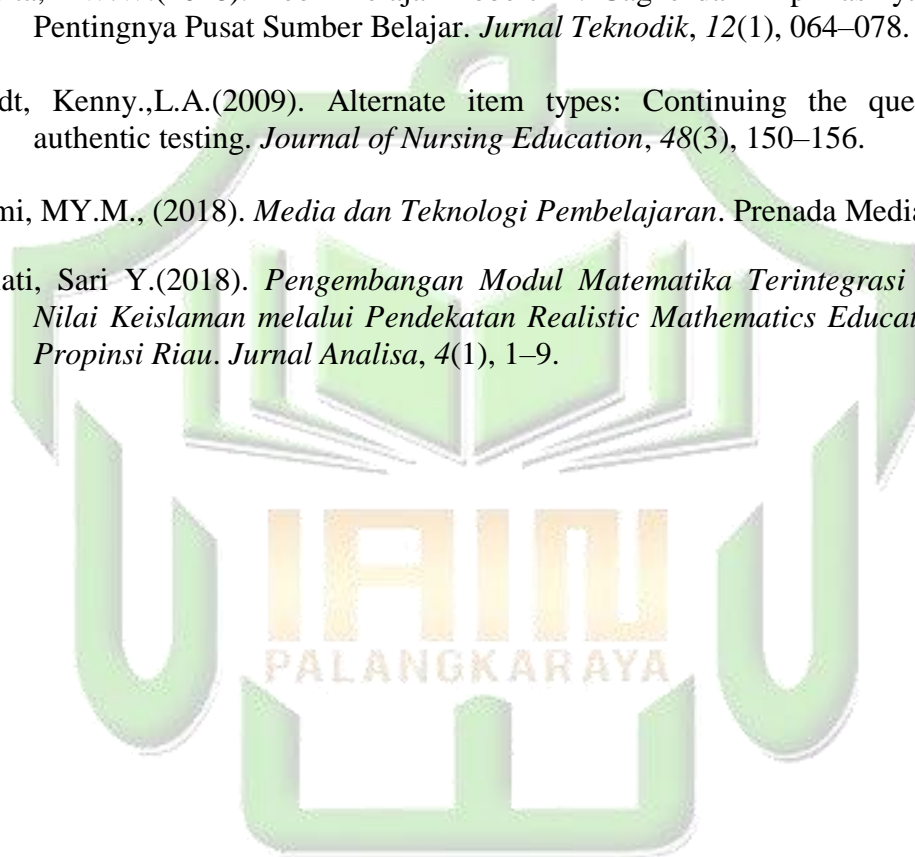 Pentingnya Pusat Sumber Belajar. Jurnal Teknodik, 12(1), 064–078.
dt, Kenny.,L.A.(2009). Alternate item types: Continuing the que
authentic testing. Journal of Nursing Education, 48(3), 150–156.
mi, MY.M., (2018). Media dan Teknologi Pembelajaran. Prenada Media
ati, Sari Y.(2018). Pengembangan Modul Matematika Terintegrasi
Nilai Keislaman melalui Pendekatan Realistic Mathematics Educat
Propinsi Riau. Jurnal Analisa, 4(1), 1–9.
IAIN
PALANGKARAYA